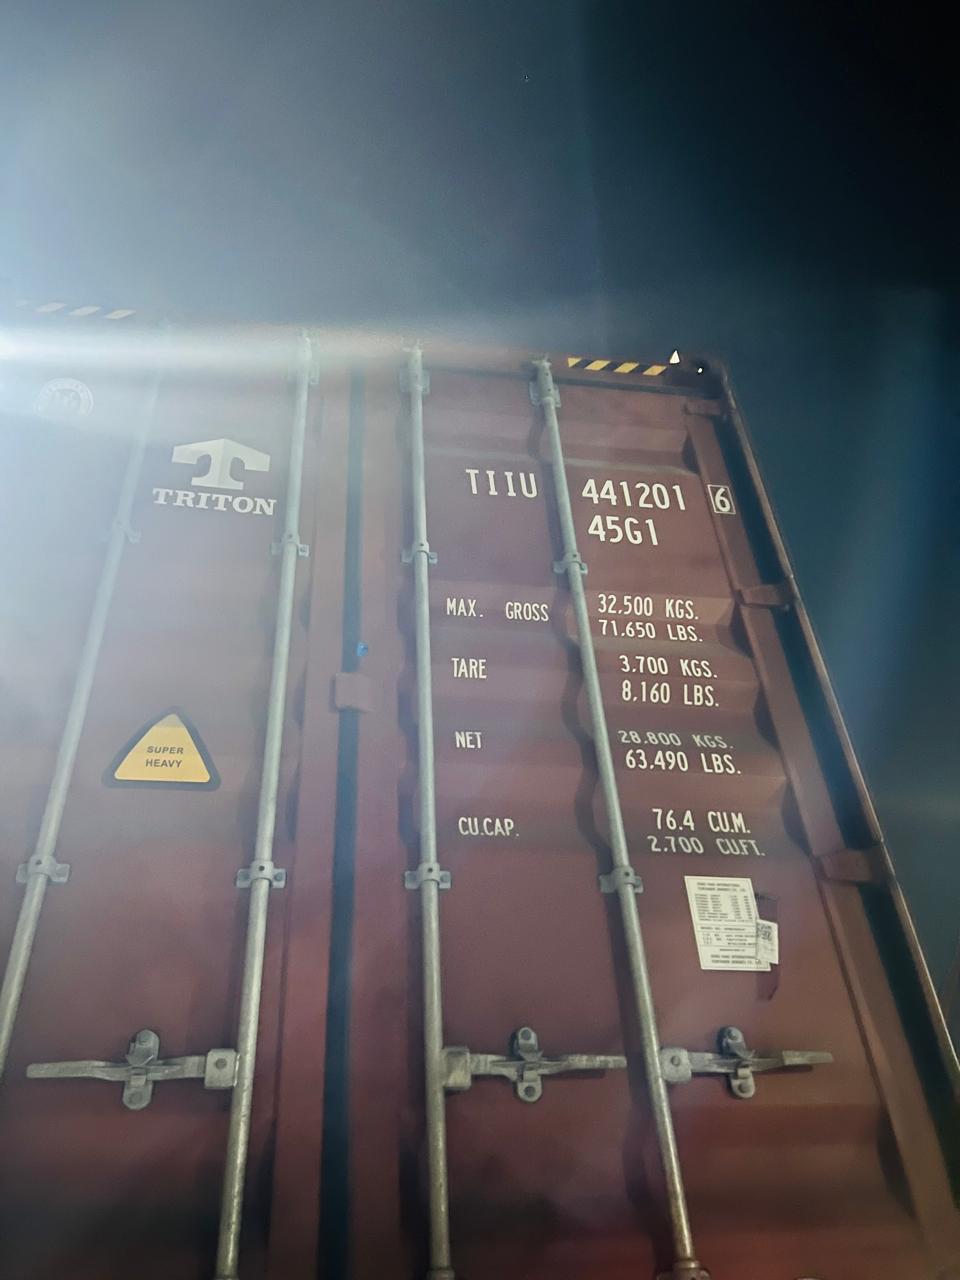 TRITON
SUPER
HEAVY
TIIU 441201 6
45G1
MAX. GROSS 32,500 KGS.
71,650 LBS.
TARE 3,700 KGS.
8,160 LBS.
NET 28,800 KGS.
63,490 LBS.
CU.CAP. 76.4 CU.M.
2,700 CU.FT.